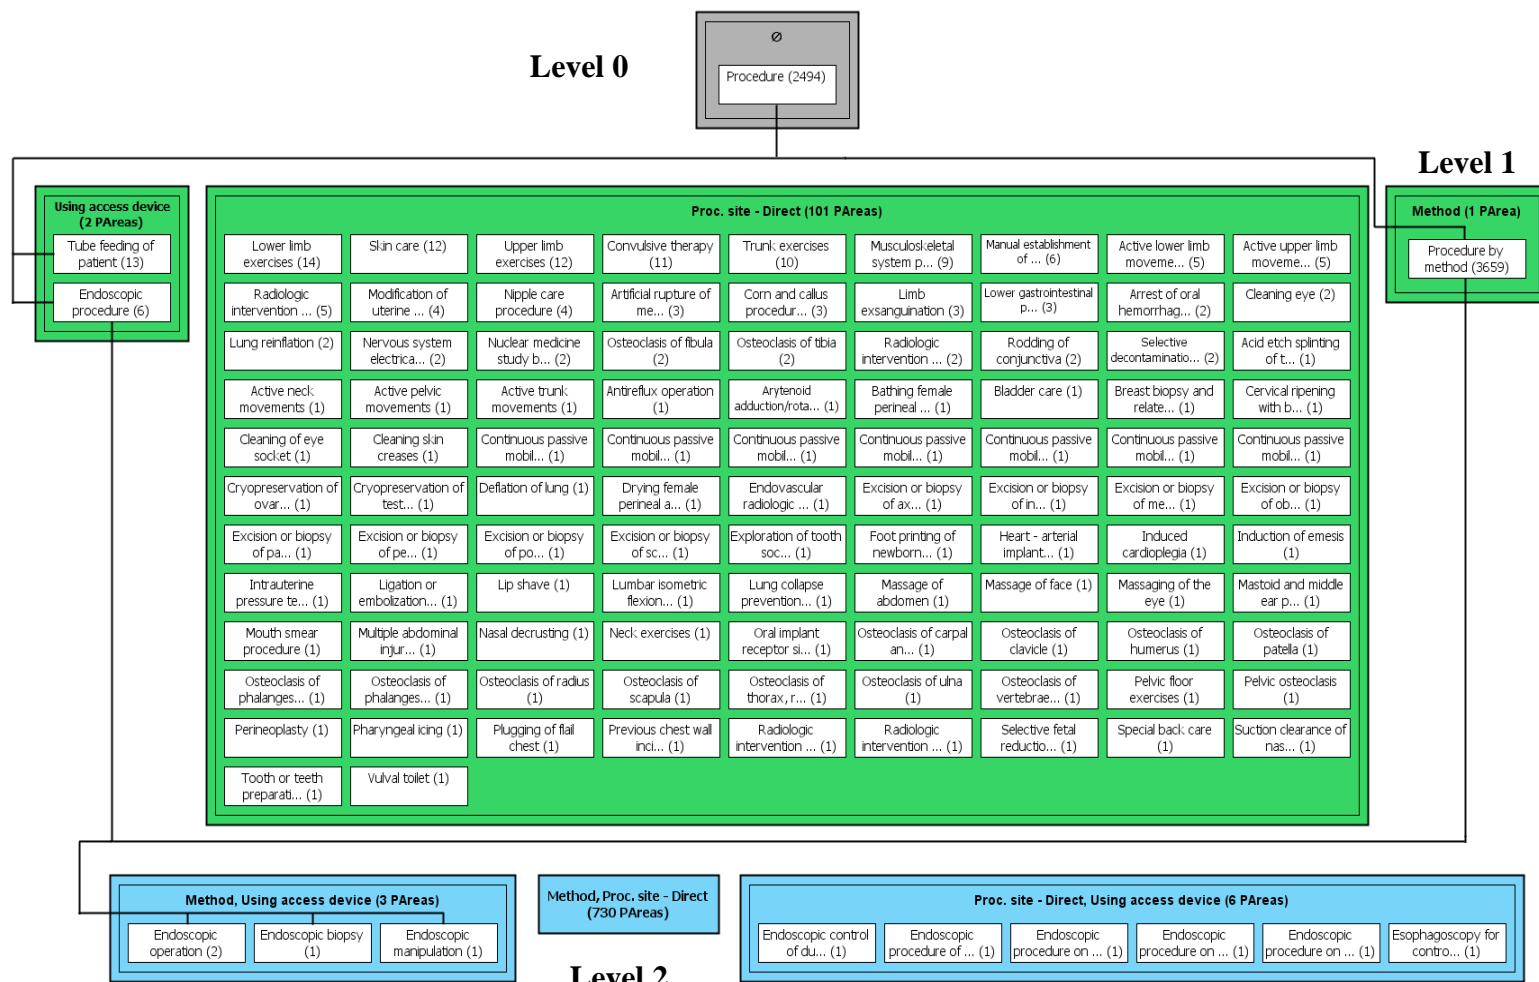 Ø
Level 0
Procedure (2494)
Level 1
Using access device
(2 PAreas)
Tube feeding of
patient (13)
Endoscopic
procedure (6)
Proc. site - Direct (101 PAreas)
Lower limb
exercises (14)
Skin care (12)
Upper limb
exercises (12)
Convulsive therapy
(11)
Trunk exercises
(10)
Musculoskeletal
system p... (9)
Manual establishment
of ... (6)
Active lower limb
moveme... (5)
Active upper limb
moveme... (5)
Radiologic
intervention ... (5)
Modification of
uterine ... (4)
Nipple care
procedure (4)
Artificial rupture of
me... (3)
Corn and callus
procedur... (3)
Limb
exsanguination (3)
Lower gastrointestinal
p... (3)
Arrest of oral
hemorrhag... (2)
Cleaning eye (2)
Lung reinflation (2)
Nervous system
electrica... (2)
Nuclear medicine
study b... (2)
Osteoclasis of fibula
(2)
Osteoclasis of tibia
(2)
Radiologic
intervention ... (2)
Rodding of
conjunctiva (2)
Selective
decontaminatio... (2)
Acid etch splinting
of t... (1)
Active neck
movements (1)
Active pelvic
movements (1)
Active trunk
movements (1)
Antireflux operation
(1)
Arytenoid
adduction/rota... (1)
Bathing female
perineal ... (1)
Bladder care (1)
Breast biopsy and
relate... (1)
Cervical ripening
with b... (1)
Cleaning of eye
socket (1)
Cleaning skin
creases (1)
Continuous passive
mobil... (1)
Continuous passive
mobil... (1)
Continuous passive
mobil... (1)
Continuous passive
mobil... (1)
Continuous passive
mobil... (1)
Continuous passive
mobil... (1)
Continuous passive
mobil... (1)
Cryopreservation of
ovar... (1)
Cryopreservation of
test... (1)
Deflation of lung (1)
Drying female
perineal a... (1)
Endovascular
radiologic ... (1)
Excision or biopsy
of ax... (1)
Excision or biopsy
of in... (1)
Excision or biopsy
of me... (1)
Excision or biopsy
of ob... (1)
Excision or biopsy
of pa... (1)
Excision or biopsy
of pe... (1)
Excision or biopsy
of po... (1)
Excision or biopsy
of sc... (1)
Exploration of tooth
soc... (1)
Foot printing of
newborn... (1)
Heart - arterial
implant... (1)
Induced
cardioplegia (1)
Induction of emesis
(1)
Intrauterine
pressure te... (1)
Ligation or
embolization... (1)
Lip shave (1)
Lumbar isometric
flexion... (1)
Lung collapse
prevention... (1)
Massage of
abdomen (1)
Massage of face (1)
Massaging of the
eye (1)
Mastoid and middle
ear p... (1)
Mouth smear
procedure (1)
Multiple abdominal
injur... (1)
Nasal decrusting (1)
Neck exercises (1)
Oral implant
receptor si... (1)
Osteoclasis of carpal
an... (1)
Osteoclasis of
clavicle (1)
Osteoclasis of
humerus (1)
Osteoclasis of
patella (1)
Osteoclasis of
phalanges... (1)
Osteoclasis of
phalanges... (1)
Osteoclasis of radius
(1)
Osteoclasis of
scapula (1)
Osteoclasis of
thorax, r... (1)
Osteoclasis of ulna
(1)
Osteoclasis of
vertebrae... (1)
Pelvic floor
exercises (1)
Pelvic osteoclasis
(1)
Perineoplasty (1)
Pharyngeal icing (1)
Plugging of flail
chest (1)
Previous chest wall
inci... (1)
Radiologic
intervention ... (1)
Radiologic
intervention ... (1)
Selective fetal
reductio... (1)
Special back care
(1)
Suction clearance of
nas... (1)
Tooth or teeth
preparati... (1)
Vulval toilet (1)
Method (1 PArea)
Procedure by
method (3659)
Method, Using access device (3 PAreas)
Endoscopic
operation (2)
Endoscopic biopsy
(1)
Endoscopic
manipulation (1)
Method, Proc. site - Direct
(730 PAreas)
Proc. site - Direct, Using access device (6 PAreas)
Endoscopic control
of du... (1)
Endoscopic
procedure of ... (1)
Endoscopic
procedure on ... (1)
Endoscopic
procedure on ... (1)
Endoscopic
procedure on ... (1)
Esophagoscopy for
contro... (1)
Level 2